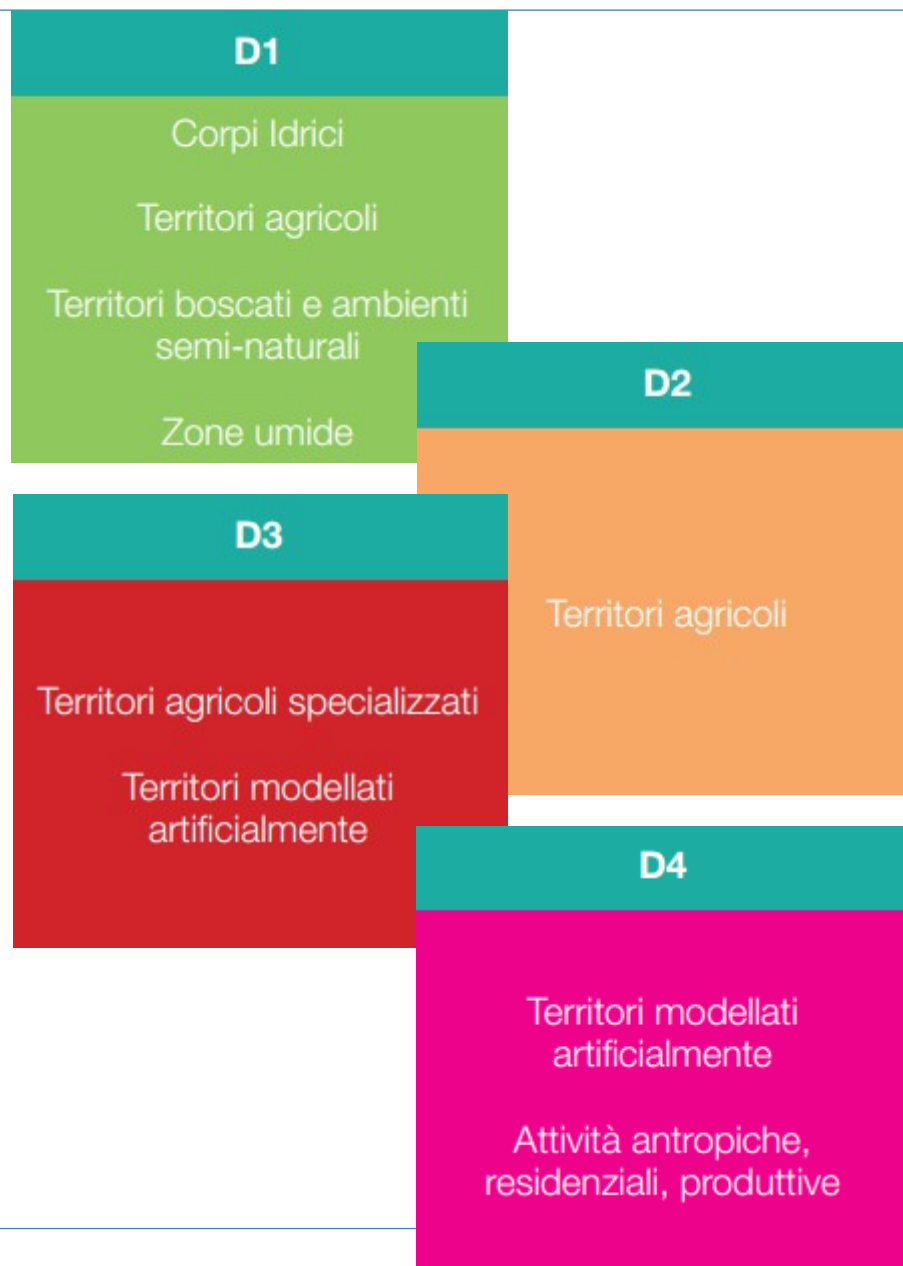 D1
Corpi Idrici
Territori agricoli
Territori boscati e ambienti
semi-naturali
Zone umide
D2
Territori agricoli
D3
Territori agricoli specializzati
Territori modellati
artificialmente
D4
Territori modellati
artificialmente
Attività antropiche,
residenziali, produttive